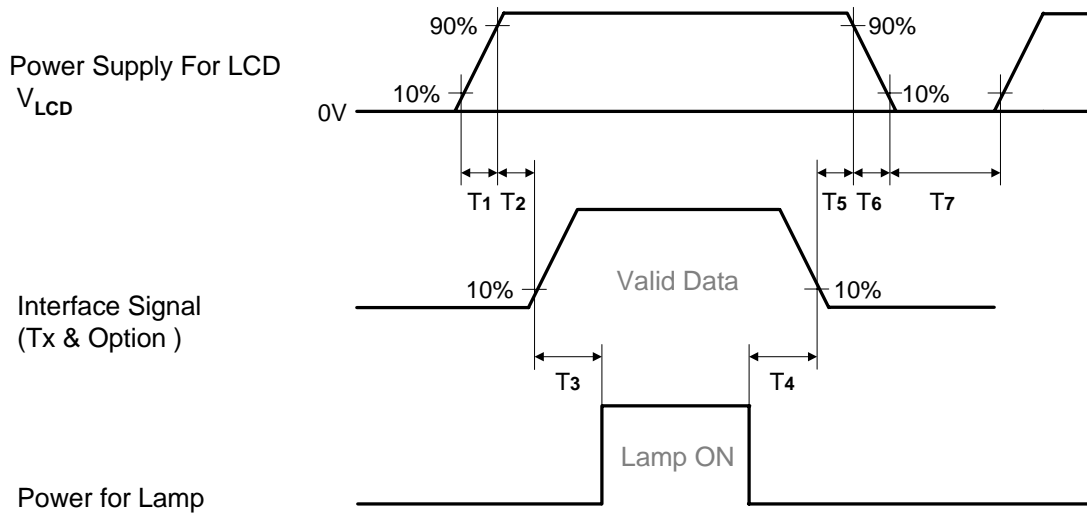 90% 90%
Power Supply For LCD
VLCD
10% 10%
0V
T1 T2 T5 T6 T7
Valid Data
10% 10%
Interface Signal
(Tx & Option )
T3 T4
Lamp ON
Power for Lamp